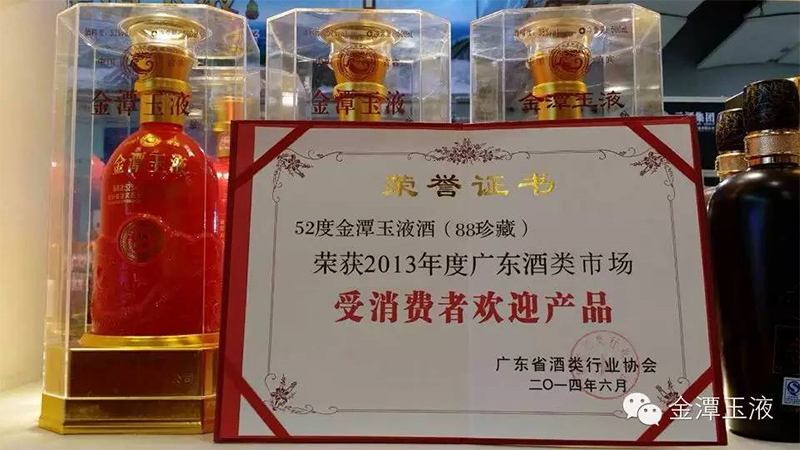 金潭玉液
金潭玉液
金潭玉液
金潭玉液
荣誉证书
52度金潭玉液酒（88珍藏）
荣获2013年度广东酒类市场
受消费者欢迎产品
广东省酒类行业协会
二〇一四年六月
金潭玉液